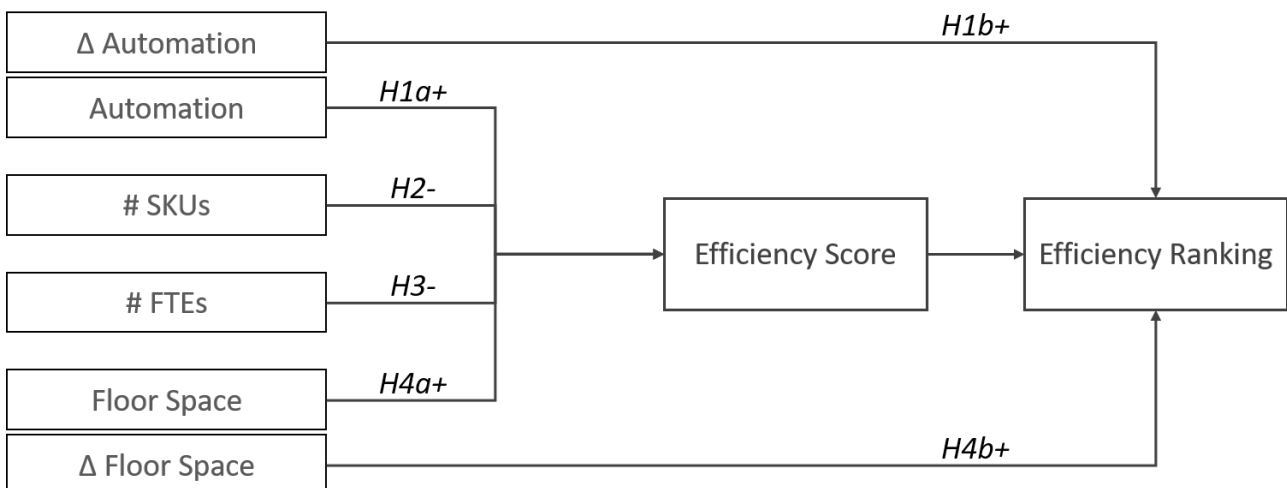 Δ Automation
H1b+
Automation
H1a+
# SKUs
H2-
Efficiency Score
Efficiency Ranking
# FTEs
H3-
Floor Space
H4a+
Δ Floor Space
H4b+